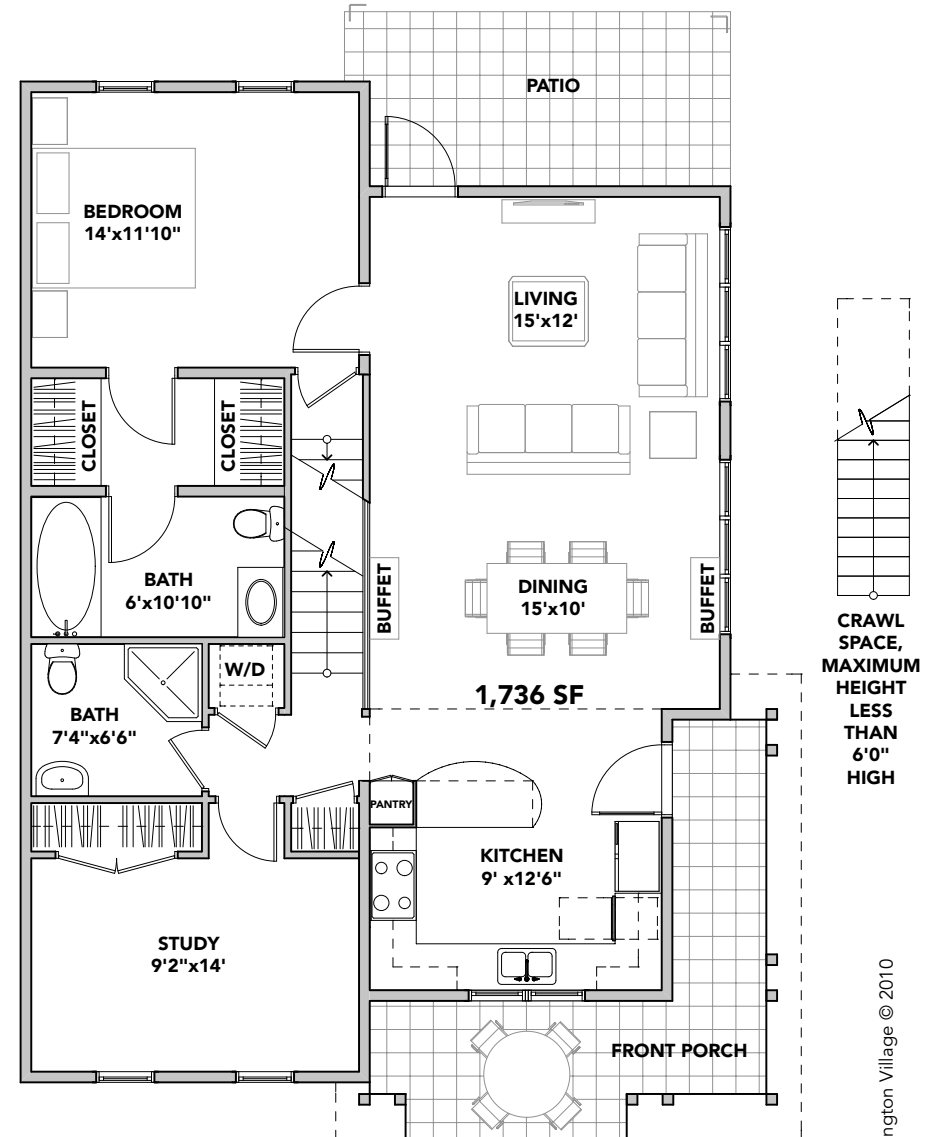 PATIO
BEDROOM
14'x11'10"
LIVING
15'x12'
CLOSET
CLOSET
BATH
6'x10'10"
BUFFET
DINING
15'x10'
BUFFET
CRAWL
SPACE,
MAXIMUM
HEIGHT
LESS
THAN
6'0"
HIGH
W/D
1,736 SF
BATH
7'4"x6'6"
PANTRY
KITCHEN
9' x12'6"
STUDY
9'2"x14'
FRONT PORCH
ngton Village © 2010